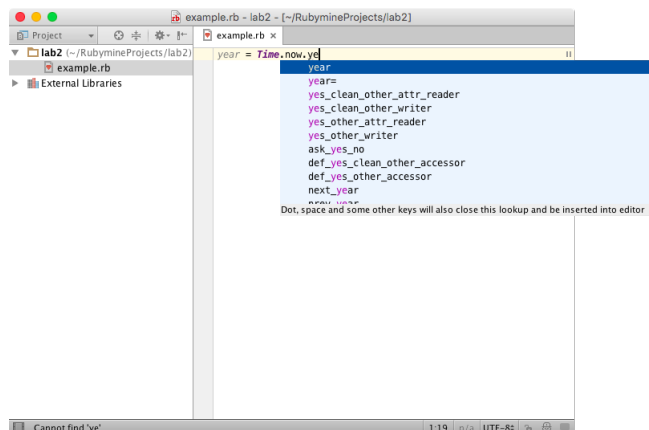 example.rb - lab2 - [~/RubymineProjects/lab2]
Project
example.rb ×
lab2 (~/RubymineProjects/lab2)
example.rb
External Libraries
year = Time.now.ye
year
year=
yes_clean_other_attr_reader
yes_clean_other_writer
yes_other_attr_reader
yes_other_writer
ask_yes_no
def_yes_clean_other_accessor
def_yes_other_accessor
next_year
prev_year
Dot, space and some other keys will also close this lookup and be inserted into editor
Cannot find 'ye'
1:19 n/a UTF-8